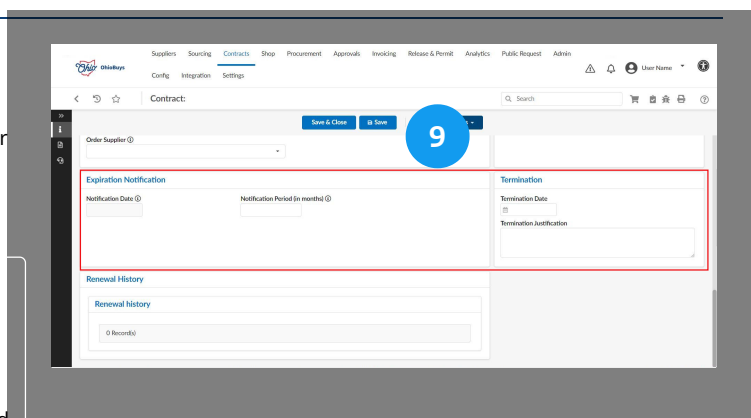 Suppliers Sourcing Contracts Shop Procurement Approvals Invoicing Release & Permit Analytics Public Request Admin
Ohio OhioBuys
User Name
Config Integration Settings
Contract:
Search
Save & Close Save
9
Order Supplier
Expiration Notification
Termination
Notification Date Notification Period (in months)
Termination Date
Termination Justification
Renewal History
Renewal history
0 Record(s)